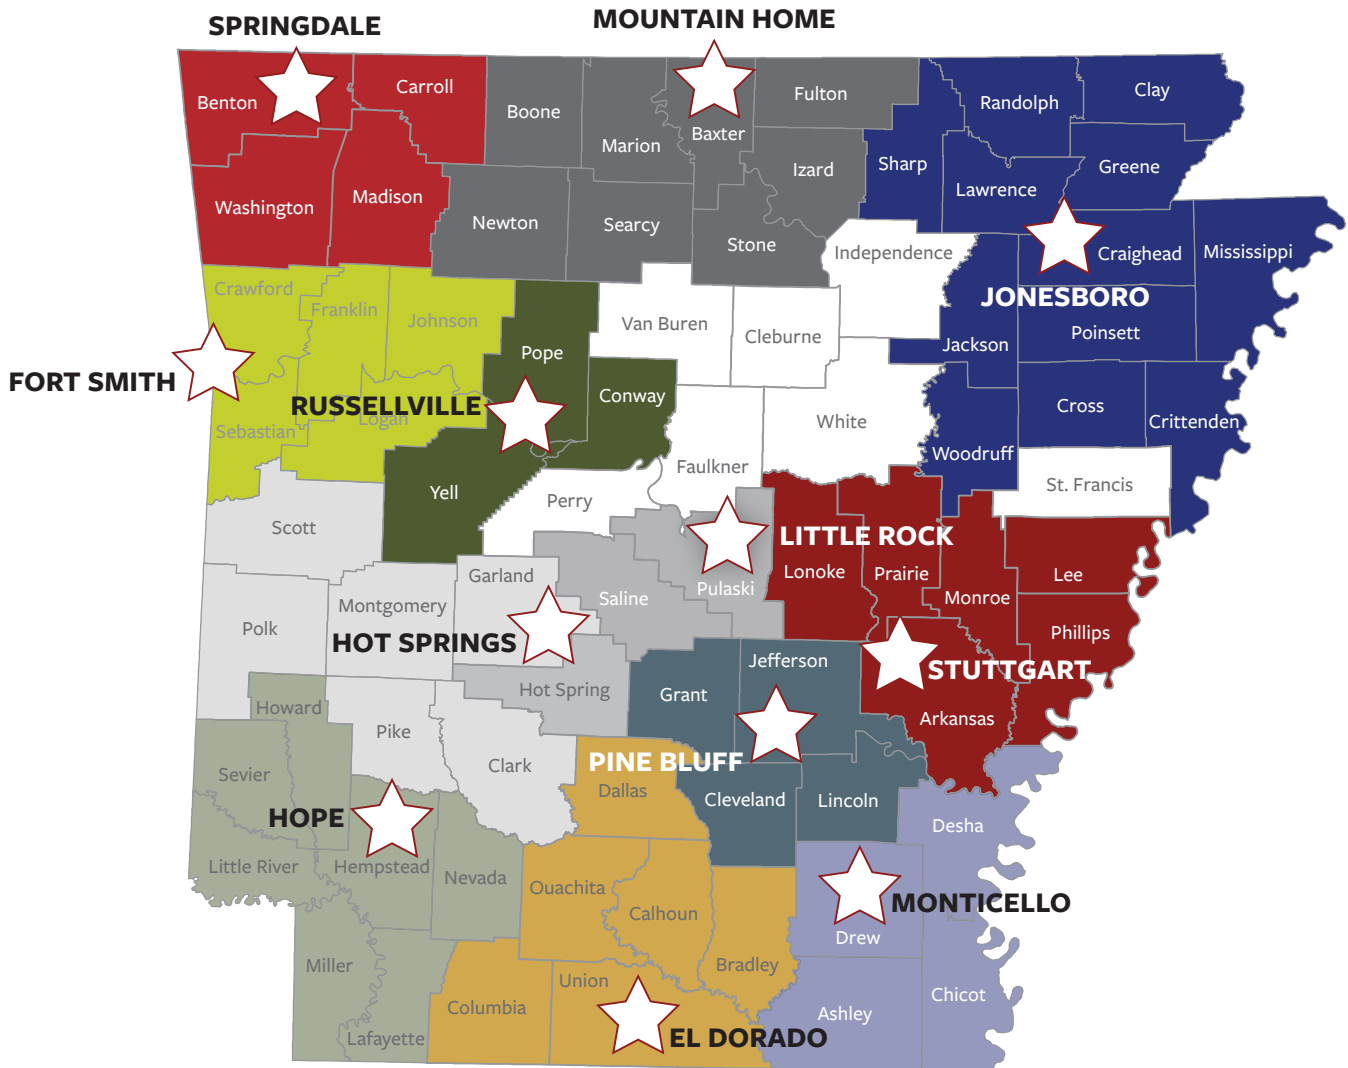 SPRINGDALE
MOUNTAIN HOME
Benton
Carroll
Boone
Marion
Baxter
Fulton
Randolph
Clay
Washington
Madison
Newton
Searcy
Stone
Izard
Sharp
Lawrence
Greene
Independence
Craighead
Mississippi
JONESBORO
Crawford
Franklin
Johnson
Pope
Van Buren
Cleburne
Jackson
Poinsett
FORT SMITH
RUSSELLVILLE
Sebastian
Logan
Conway
White
Woodruff
Cross
Crittenden
Faulkner
St. Francis
Scott
Yell
Perry
LITTLE ROCK
Pulaski
Lonoke
Prairie
Monroe
Lee
Phillips
Garland
Saline
Polk
Montgomery
HOT SPRINGS
Hot Spring
Grant
Jefferson
STUTTGART
Arkansas
Howard
Pike
Clark
PINE BLUFF
Dallas
Cleveland
Lincoln
Desha
Sevier
HOPE
Little River
Hempstead
Nevada
Ouachita
Calhoun
Bradley
MONTICELLO
Drew
Miller
Lafayette
Columbia
Union
EL DORADO
Ashley
Chicot